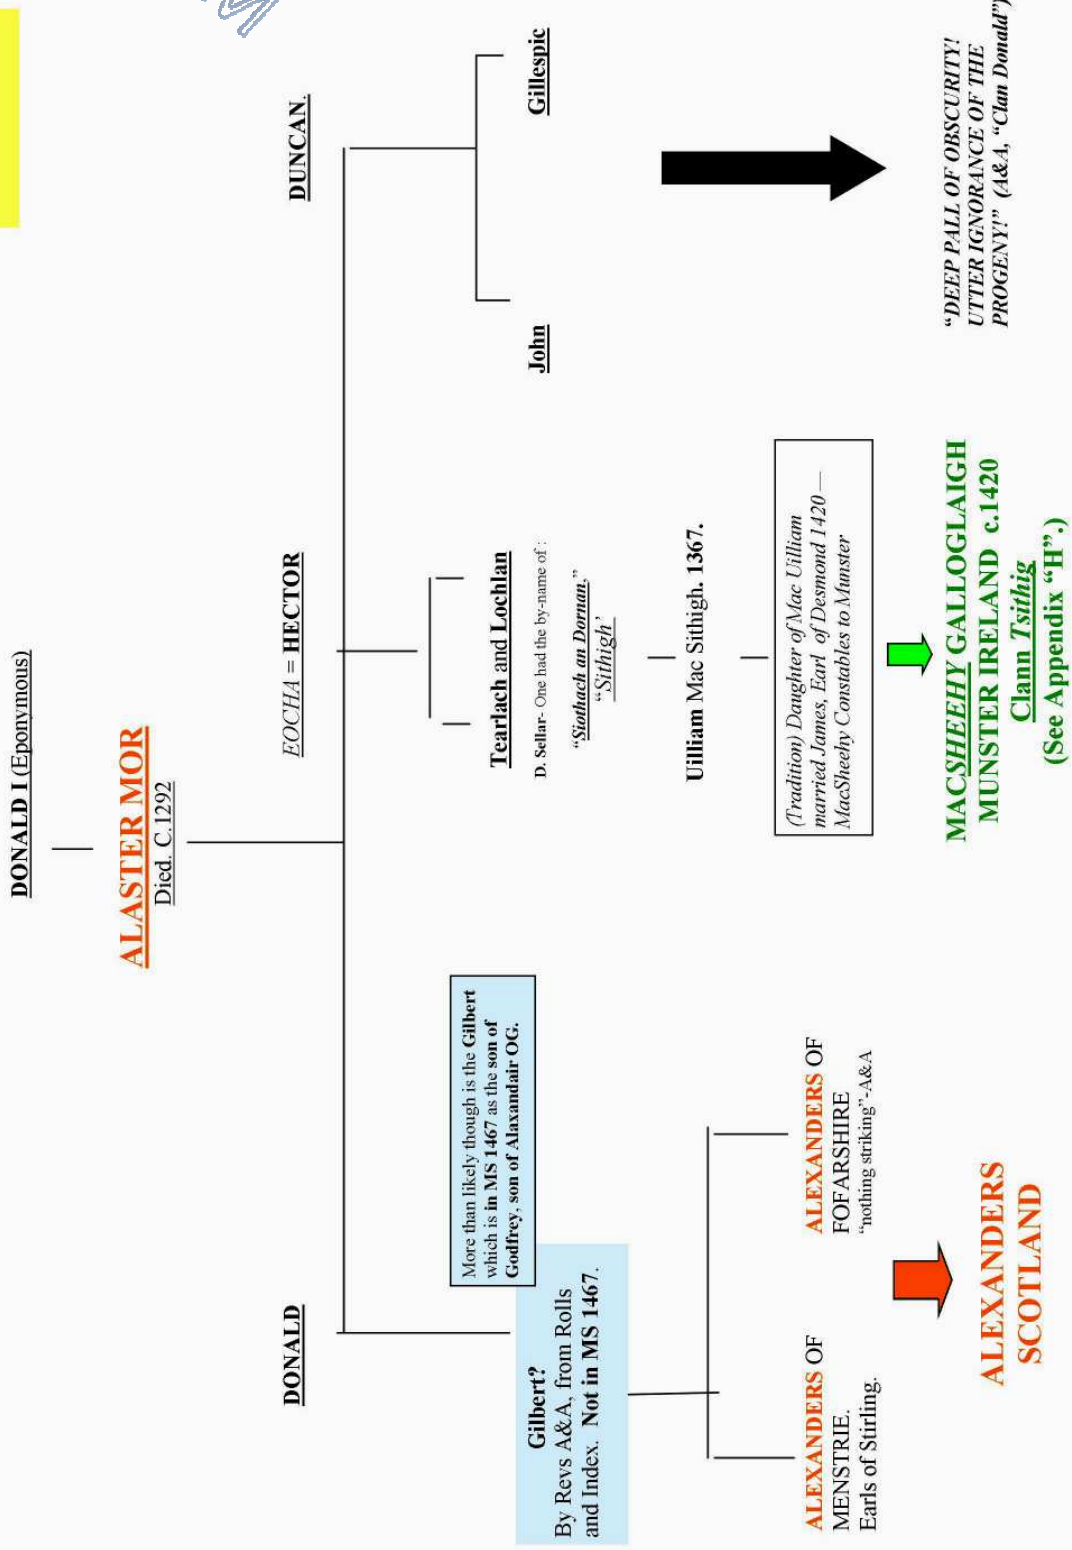 DONALD I (Eponymous)
ALASTER MOR
Died. C.1292
DONALD
EOCHA = HECTOR
DUNCAN.
More than likely though is the Gilbert
which is in MS 1467 as the son of
Godfrey, son of Alaxandair OG.
Gilbert?
By Revs A&A, from Rolls
and Index. Not in MS 1467.
ALEXANDERS OF
MENSTRIE.
Earls of Stirling.
ALEXANDERS OF
FOFARSHIRE
“nothing striking”-A&A
ALEXANDERS
SCOTLAND
Tearlach and Lochlan
D. Sellar- One had the by-name of :
“Siothach an Dornan,”
“Sithigh’
Uilliam Mac Sithigh. 1367.
(Tradition) Daughter of Mac Uilliam
married James, Earl of Desmond 1420 —
MacSheehy Constables to Munster
MACSHEEHY GALLOGLAIGH
MUNSTER IRELAND c.1420
Clann Tsithig
(See Appendix “H”.)
John
Gillespic
“DEEP PALL OF OBSCURITY!
UTTER IGNORANCE OF THE
PROGENY!” (A&A, “Clan Donald”)